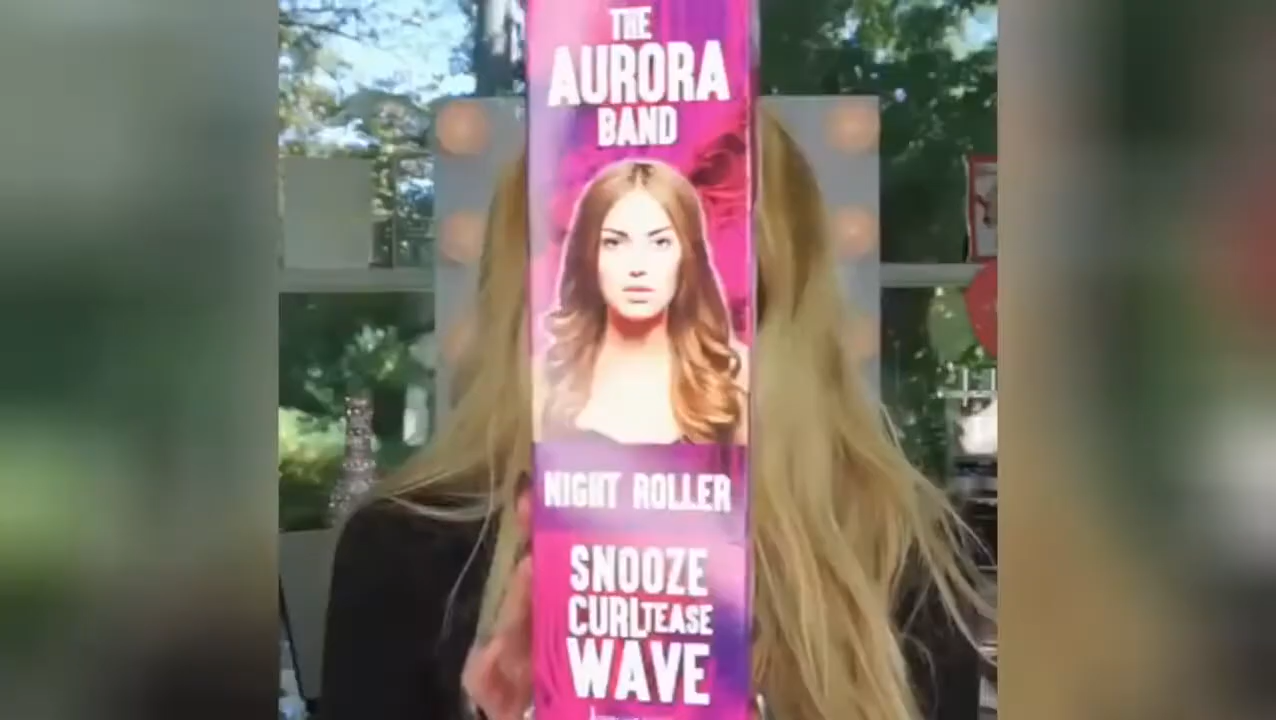 THE
AURORA
BAND
NIGHT ROLLER
SNOOZE
CURLTEASE
WAVE